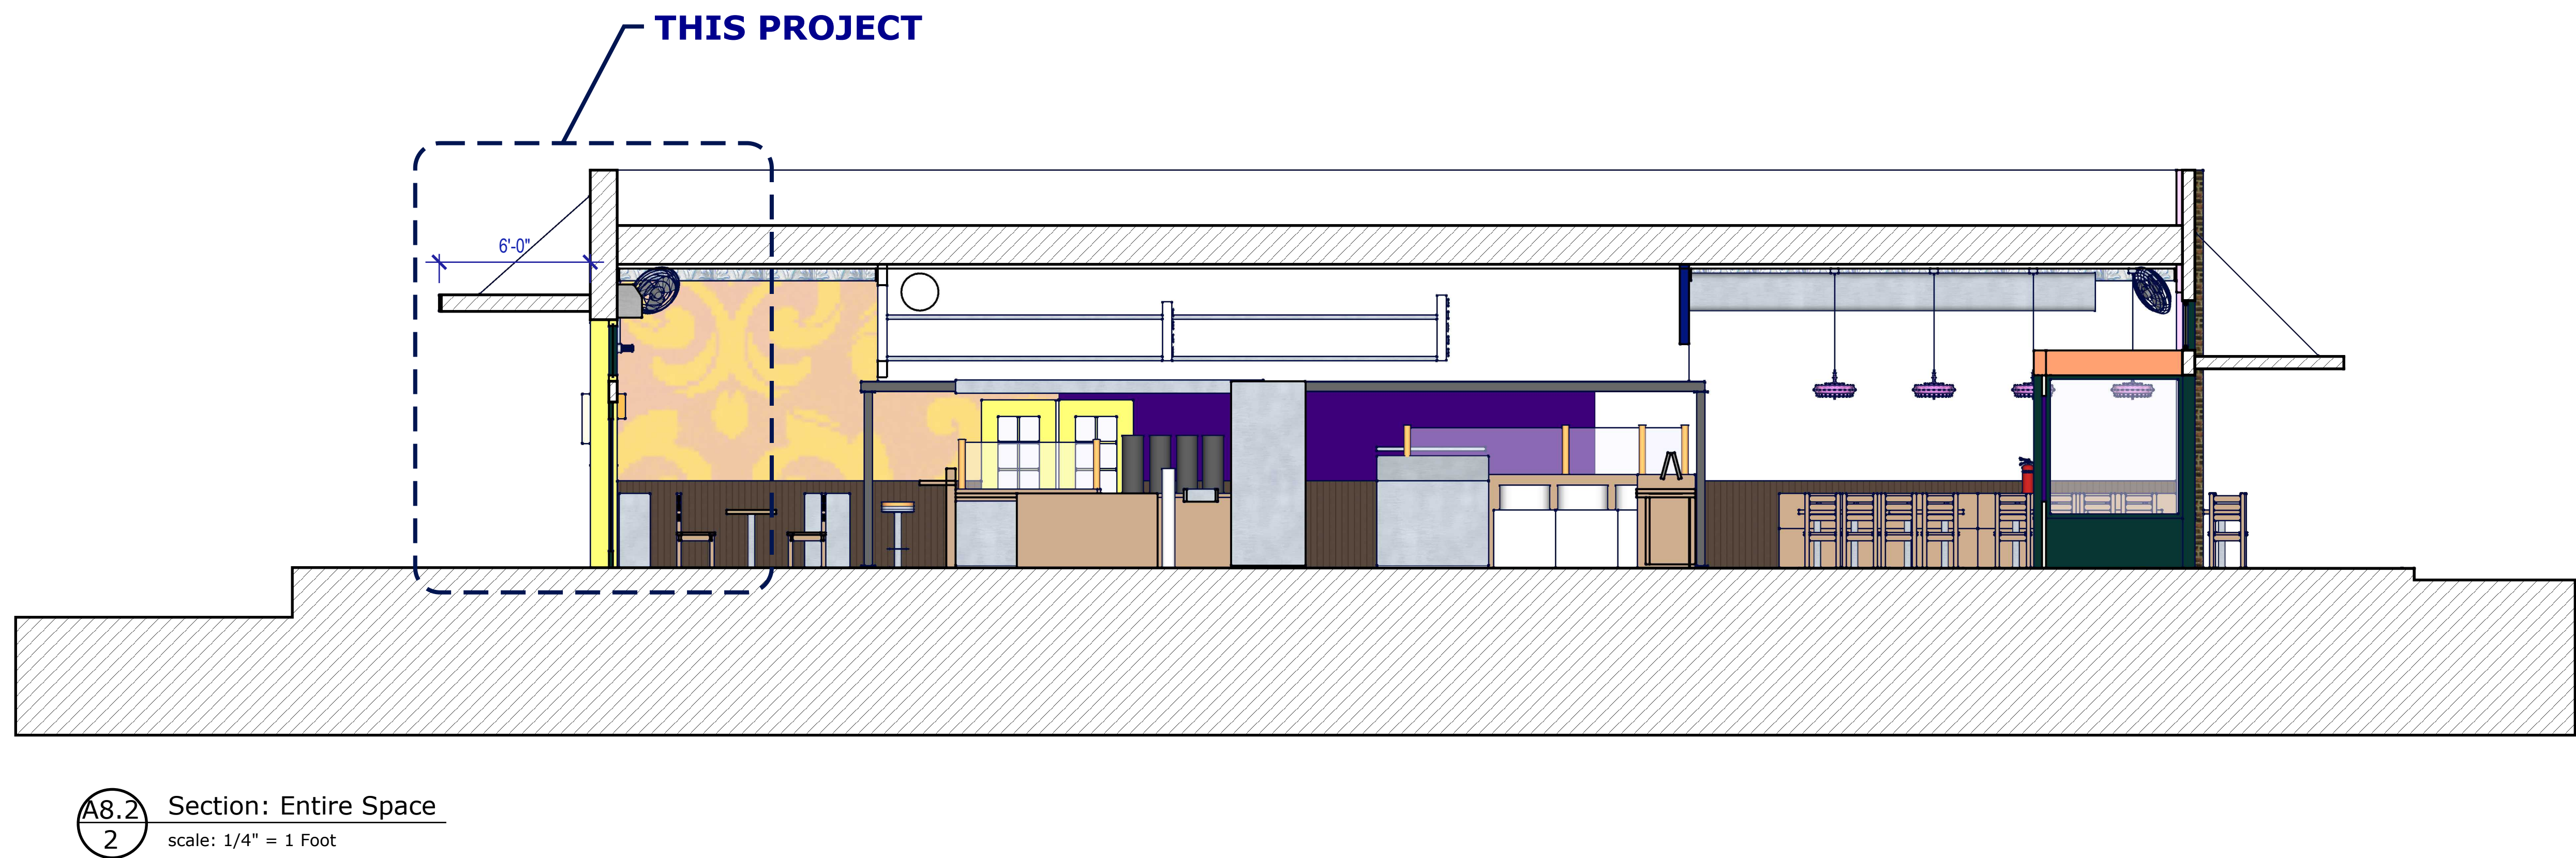 THIS PROJECT
6'-0"
A8.2
2
Section: Entire Space
scale: 1/4" = 1 Foot